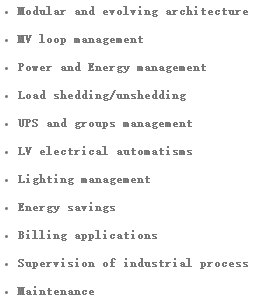 • Modular and evolving architecture
• MV loop management
• Power and Energy management
• Load shedding/unshedding
• UPS and groups management
• LV electrical automatisms
• Lighting management
• Energy savings
• Billing applications
• Supervision of industrial process
• Maintenance